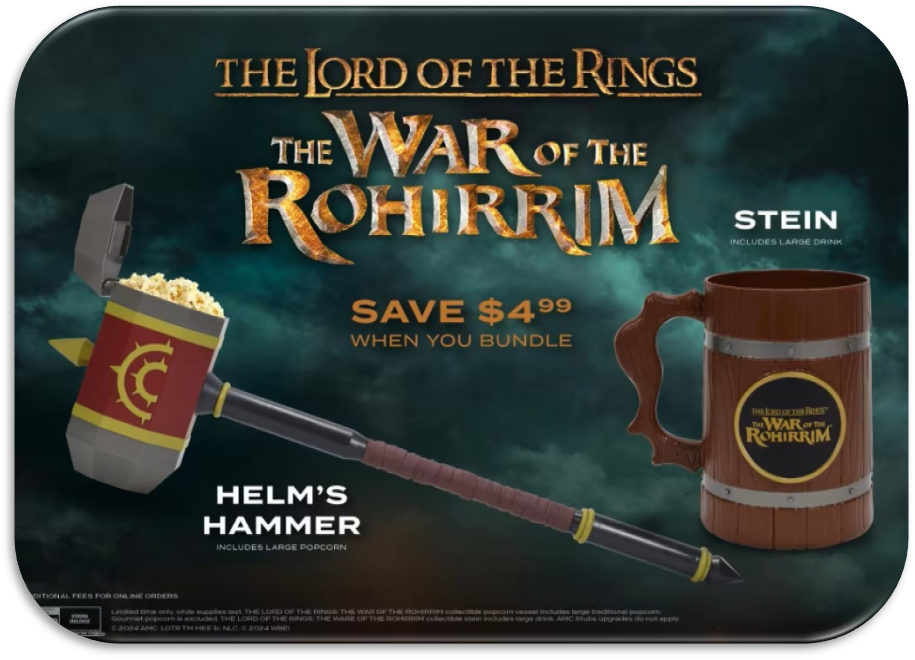 THE LORD OF THE RINGS
THE WAR OF THE
ROHIRRIM
STEIN
INCLUDES LARGE DRINK
SAVE $4⁹⁹
WHEN YOU BUNDLE
THE LORD OF THE RINGS™
THE WAR OF THE
ROHIRRIM
HELM'S
HAMMER
INCLUDES LARGE POPCORN
DITIONAL FEES FOR ONLINE ORDERS
Limited time only, while supplies last. THE LORD OF THE RINGS: THE WAR OF THE ROHIRRIM collectible popcorn vessel includes large traditional popcorn.
Gourmet popcorn is excluded. THE LORD OF THE RINGS: THE WARE OF THE ROHIRRIM collectible stein includes large drink. AMC Stubs upgrades do not apply.
STRONG VIOLENCE
© 2024 AMC. LOTR TM MEE lic NLC. © 2024 WBEI